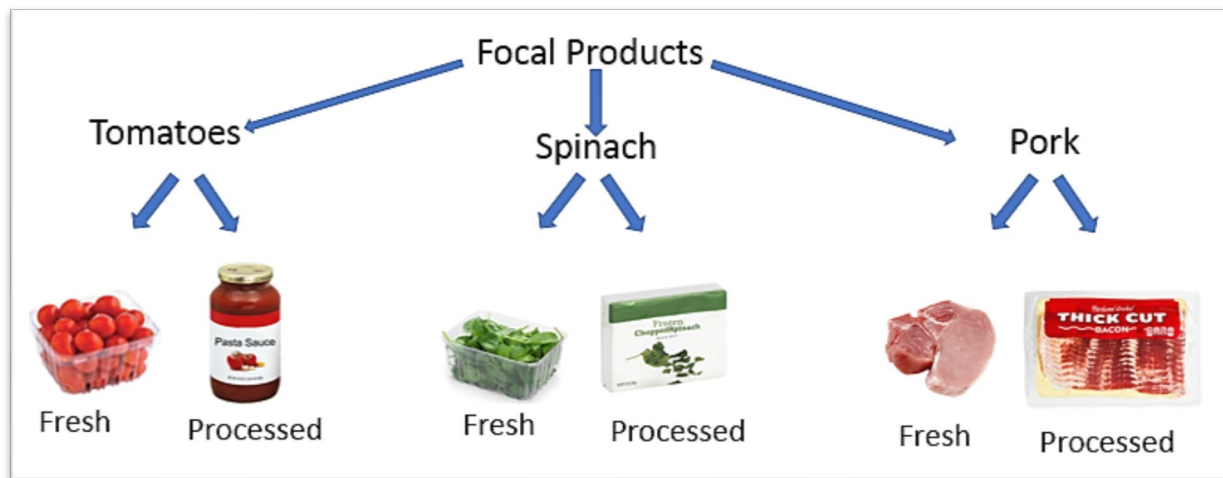 Focal Products
Tomatoes
Spinach
Pork
Pasta Sauce
Frozen
Chopped Spinach
THICK CUT
BACON
Fresh
Processed
Fresh
Processed
Fresh
Processed